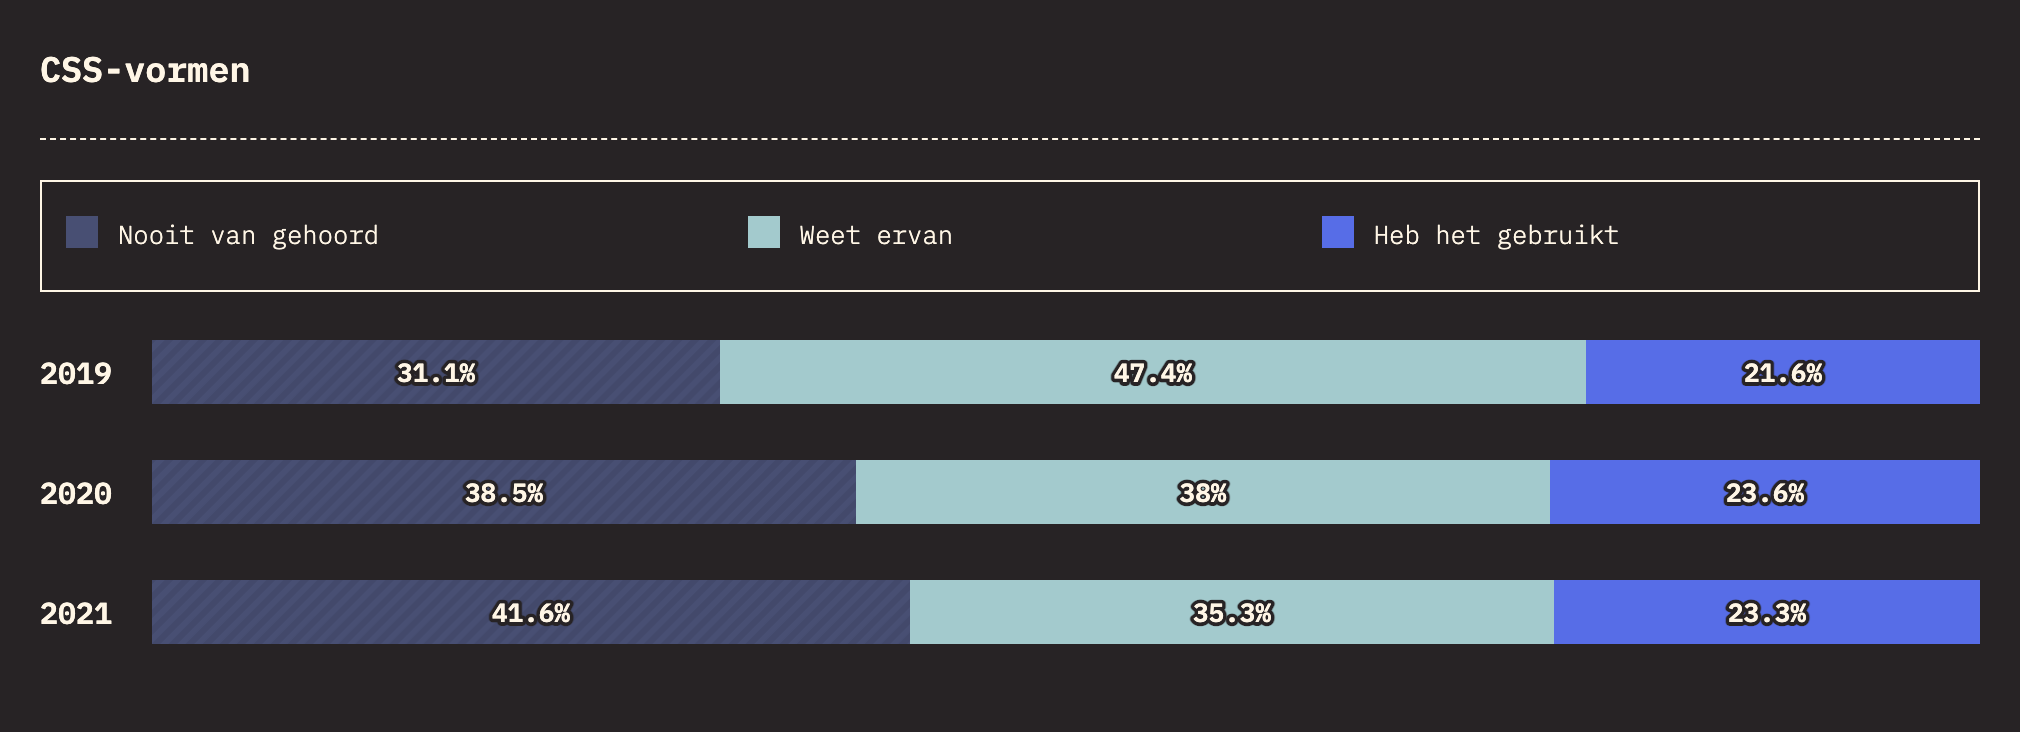 CSS-vormen
Nooit van gehoord Weet ervan Heb het gebruikt
2019 31.1% 47.4% 21.6%
2020 38.5% 38% 23.6%
2021 41.6% 35.3% 23.3%